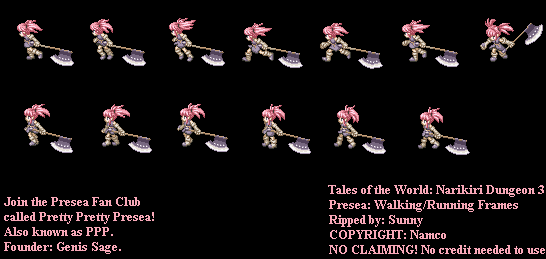 Join the Presea Fan Club
called Pretty Pretty Presea!
Also known as PPP.
Founder: Genis Sage.
Tales of the World: Narikiri Dungeon 3
Presea: Walking/Running Frames
Ripped by: Sunny
COPYRIGHT: Namco
NO CLAIMING! No credit needed to use